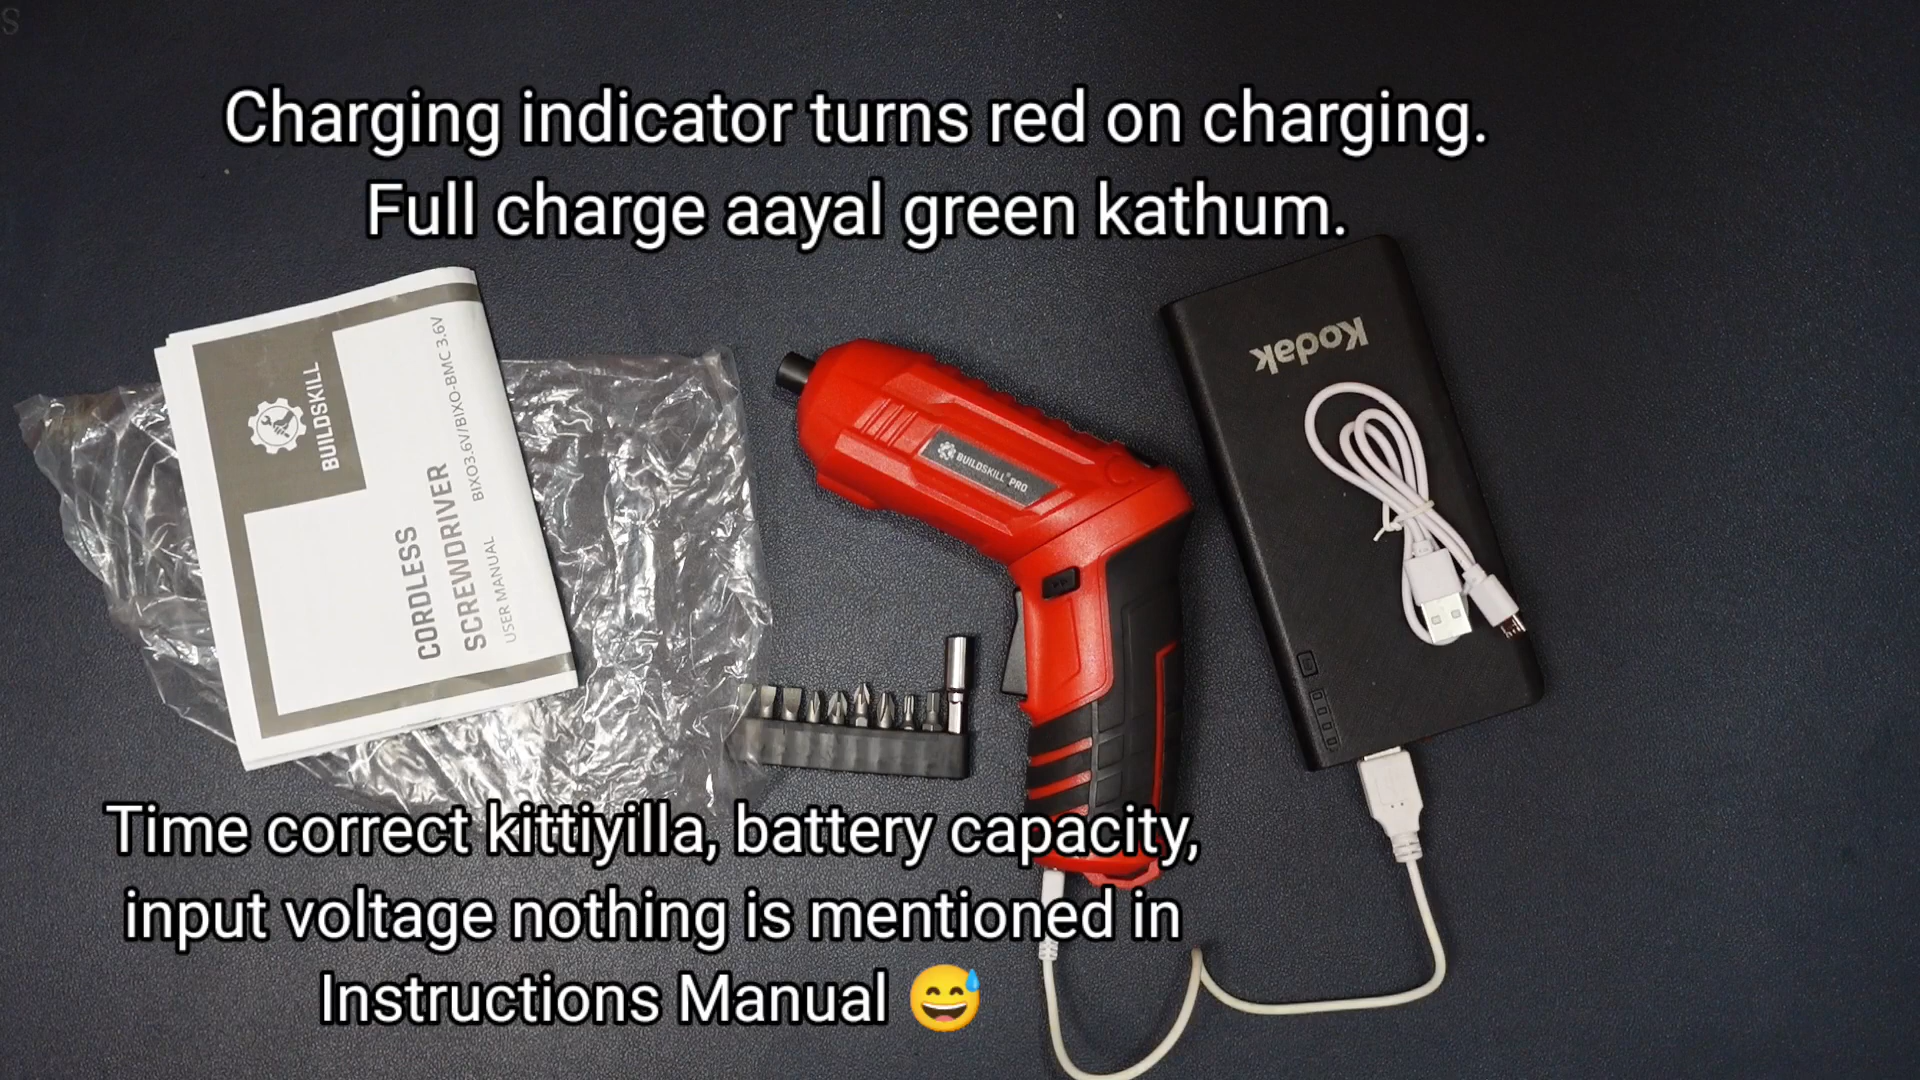 S
Charging indicator turns red on charging.
Full charge aayal green kathum.
BUILDSKILL
CORDLESS
SCREWDRIVER
BIXO3.6V/BIXO-BMC 3.6V
USER MANUAL
BUILDSKILL PRO
Kodak
Time correct kittiyilla, battery capacity,
input voltage nothing is mentioned in
Instructions Manual 😅